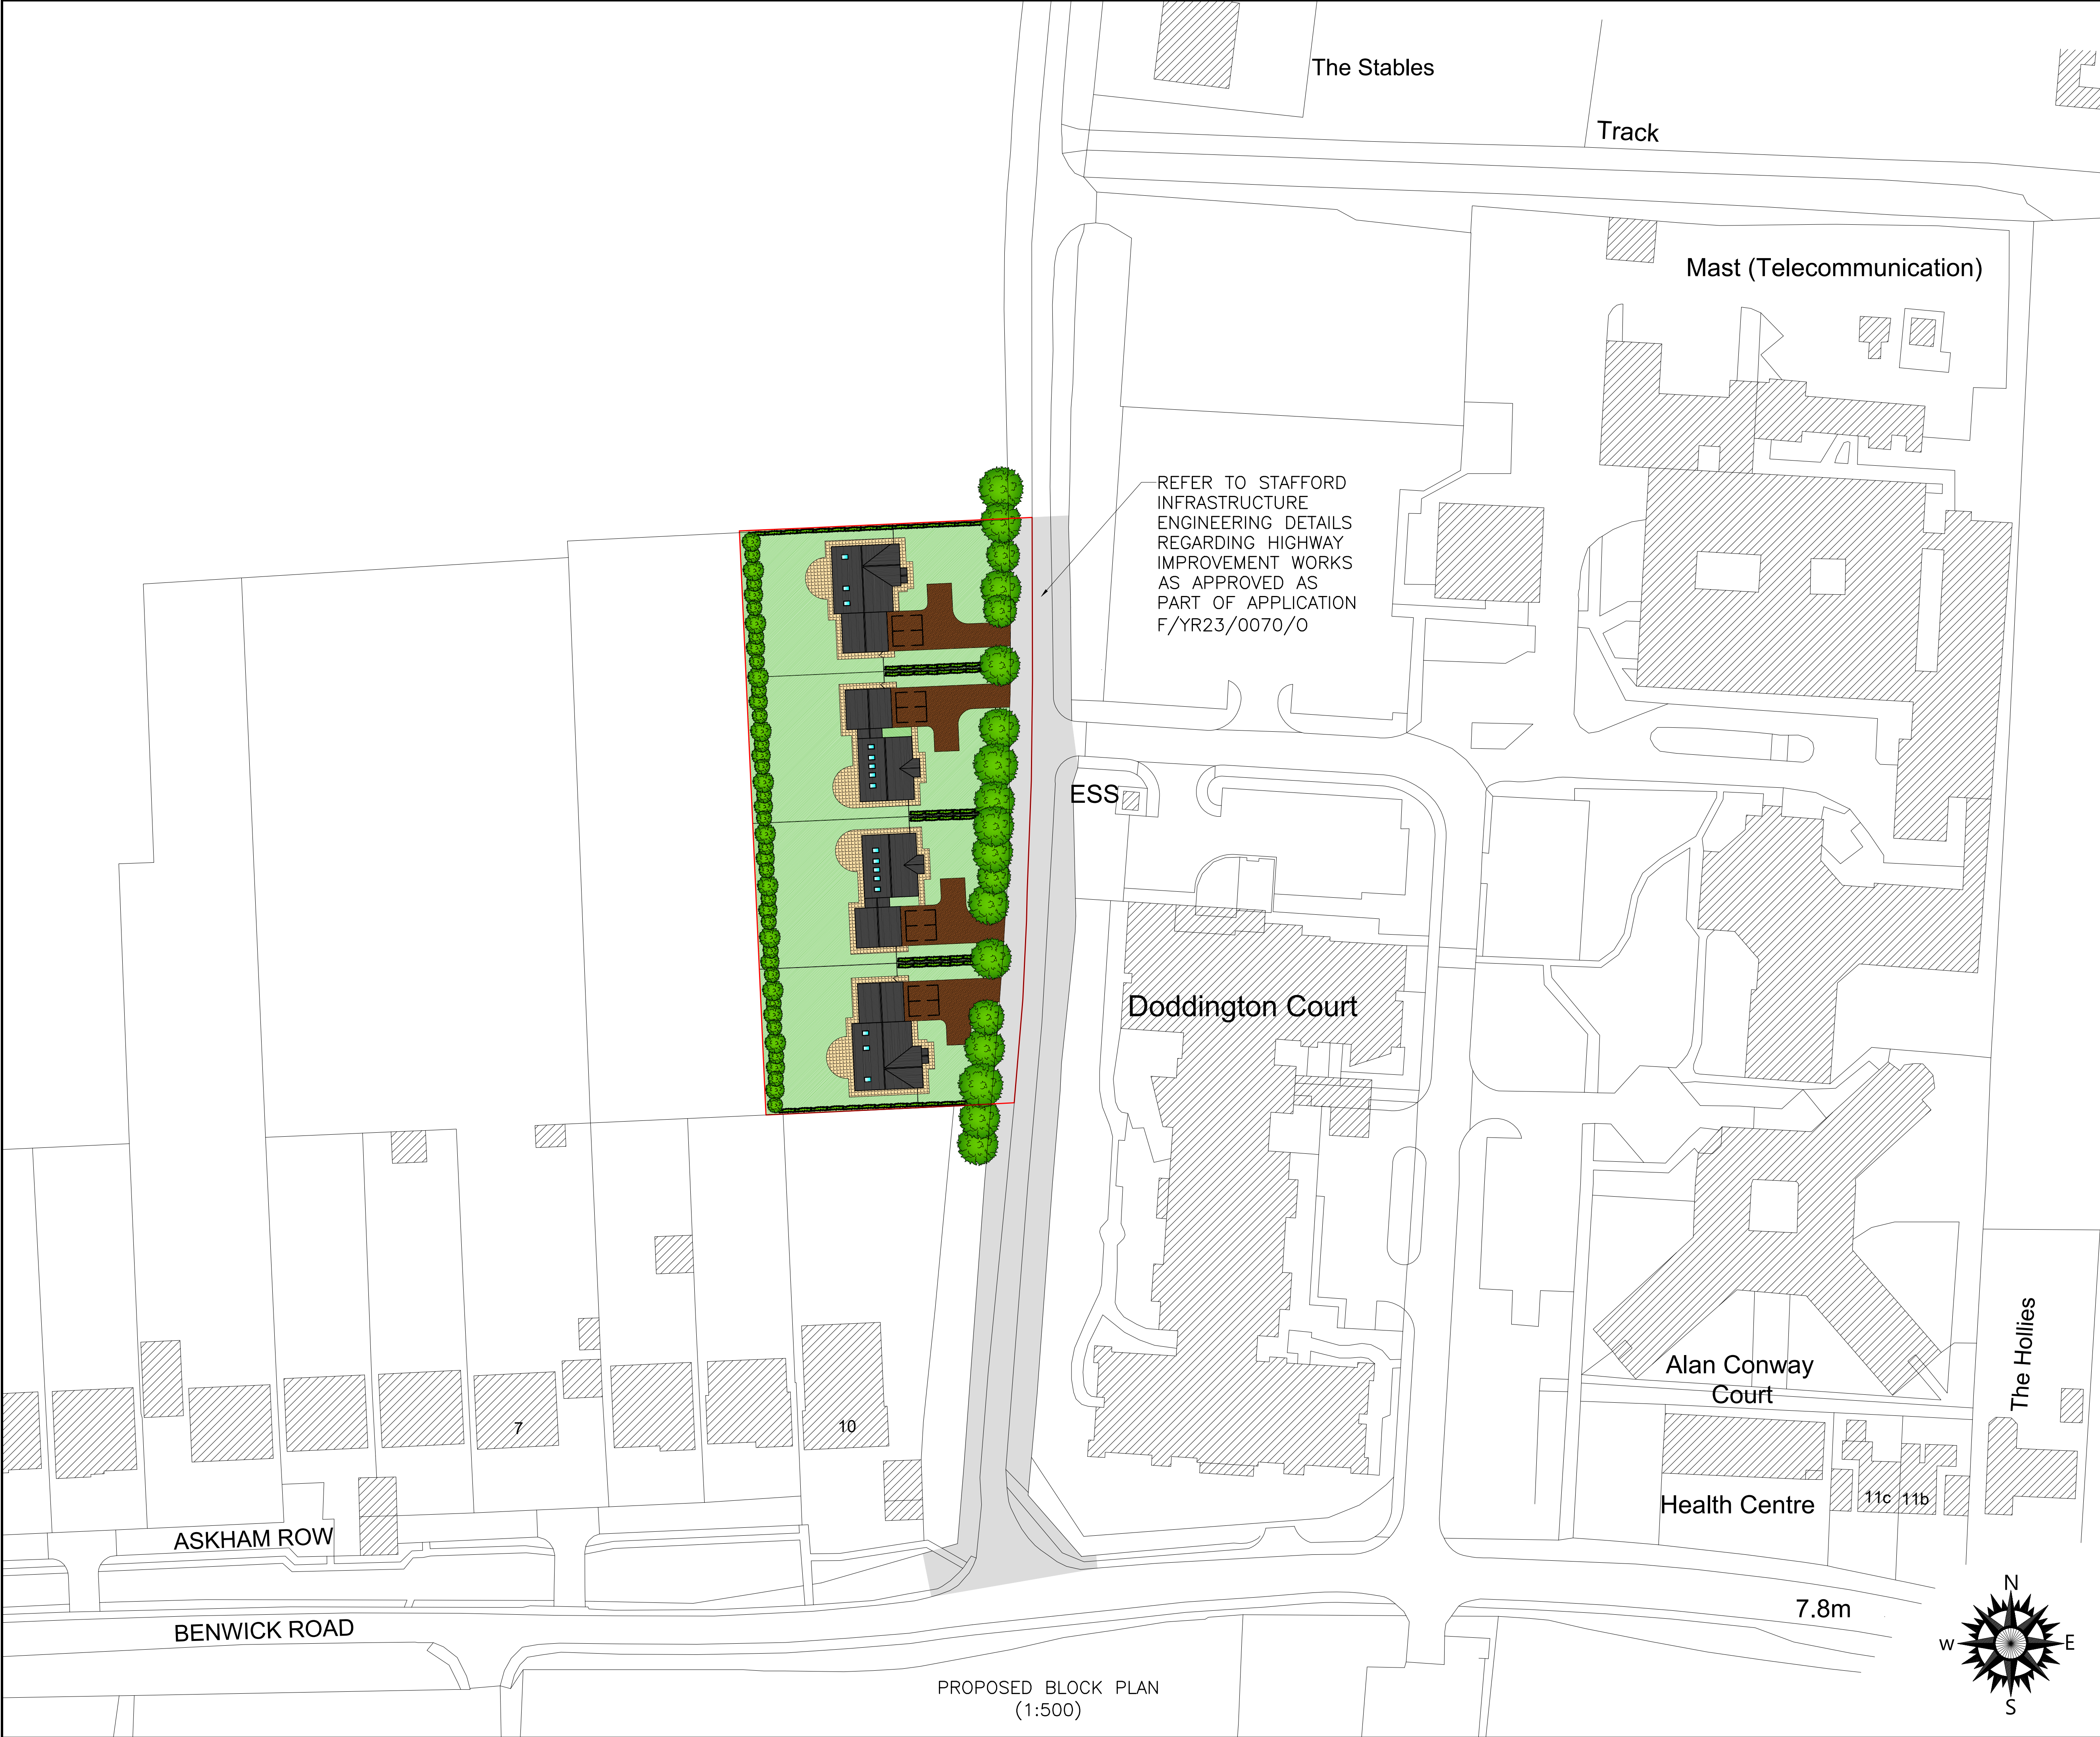 The Stables
Track
Mast (Telecommunication)
REFER TO STAFFORD
INFRASTRUCTURE
ENGINEERING DETAILS
REGARDING HIGHWAY
IMPROVEMENT WORKS
AS APPROVED AS
PART OF APPLICATION
F/YR23/0070/O
ESS
Doddington Court
Alan Conway
Court
The Hollies
7
10
Health Centre
11c
11b
ASKHAM ROW
BENWICK ROAD
7.8m
N
W
E
S
PROPOSED BLOCK PLAN
(1:500)